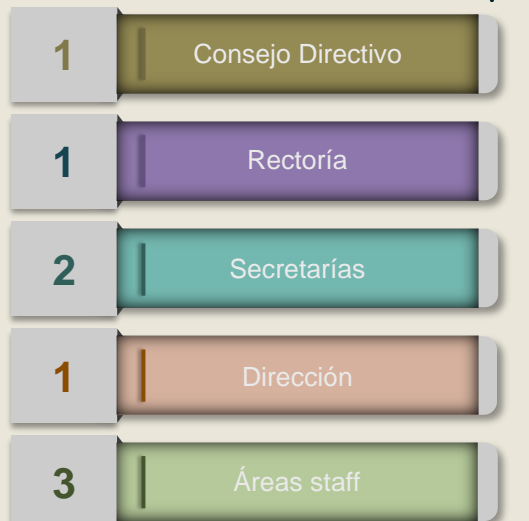 1 Consejo Directivo
1 Rectoría
2 Secretarías
1 Dirección
3 Áreas staff